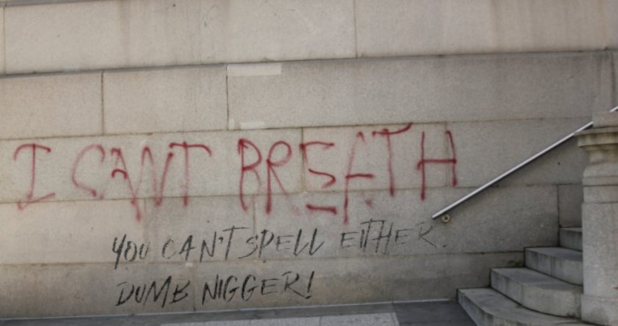 I CANT BREATH
YOU CAN'T SPELL EITHER.
DUMB NIGGER!